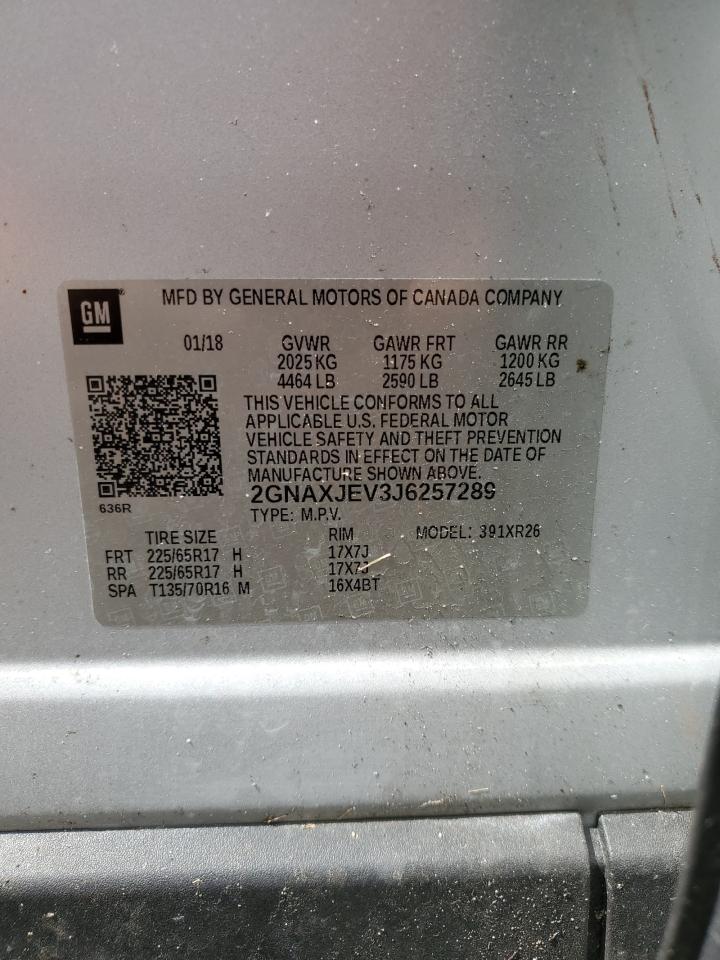 GM ®
MFD BY GENERAL MOTORS OF CANADA COMPANY
01/18 GVWR GAWR FRT GAWR RR
2025 KG 1175 KG 1200 KG
4464 LB 2590 LB 2645 LB
THIS VEHICLE CONFORMS TO ALL
APPLICABLE U.S. FEDERAL MOTOR
VEHICLE SAFETY AND THEFT PREVENTION
STANDARDS IN EFFECT ON THE DATE OF
MANUFACTURE SHOWN ABOVE.
2GNAXJEV3J6257289
636R
TYPE: M.P.V.
TIRE SIZE RIM MODEL: 391XR26
FRT 225/65R17 H 17X7J
RR 225/65R17 H 17X7J
SPA T135/70R16 M 16X4BT